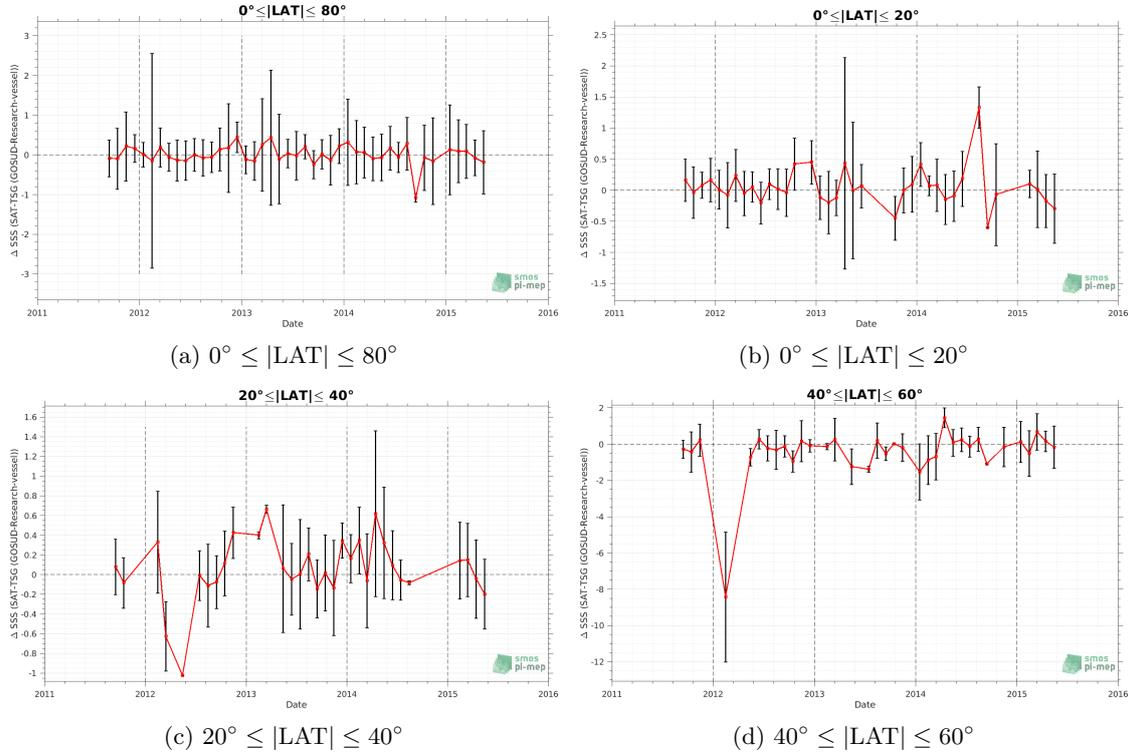 0°≤|LAT|≤ 80°
Δ SSS (SAT-TSG (GOSUD-Research-vessel))
3
2
1
0
-1
-2
-3
2011 2012 2013 2014 2015 2016
Date
smos
pi-mep
(a) 0° ≤ |LAT| ≤ 80°
0°≤|LAT|≤ 20°
Δ SSS (SAT-TSG (GOSUD-Research-vessel))
2.5
2
1.5
1
0.5
0
-0.5
-1
-1.5
2011 2012 2013 2014 2015 2016
Date
smos
pi-mep
(b) 0° ≤ |LAT| ≤ 20°
20°≤|LAT|≤ 40°
Δ SSS (SAT-TSG (GOSUD-Research-vessel))
1.6
1.4
1.2
1
0.8
0.6
0.4
0.2
0
-0.2
-0.4
-0.6
-0.8
-1
2011 2012 2013 2014 2015 2016
Date
smos
pi-mep
(c) 20° ≤ |LAT| ≤ 40°
40°≤|LAT|≤ 60°
Δ SSS (SAT-TSG (GOSUD-Research-vessel))
2
0
-2
-4
-6
-8
-10
-12
2011 2012 2013 2014 2015 2016
Date
smos
pi-mep
(d) 40° ≤ |LAT| ≤ 60°